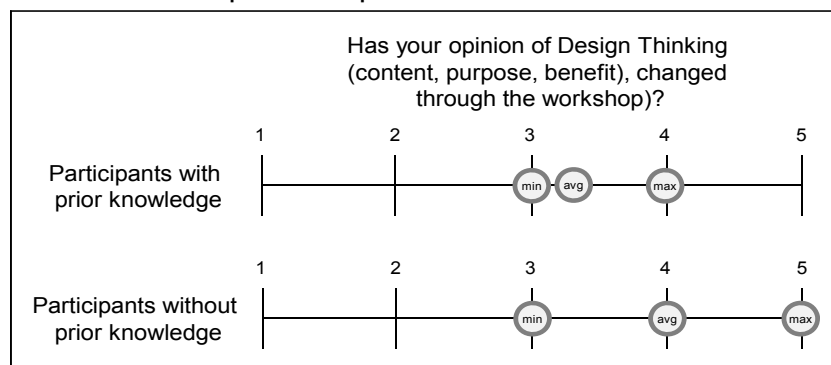 Has your opinion of Design Thinking
(content, purpose, benefit), changed
through the workshop)?
1 2 3 4 5
Participants with
prior knowledge
min avg max
1 2 3 4 5
Participants without
prior knowledge
min avg max